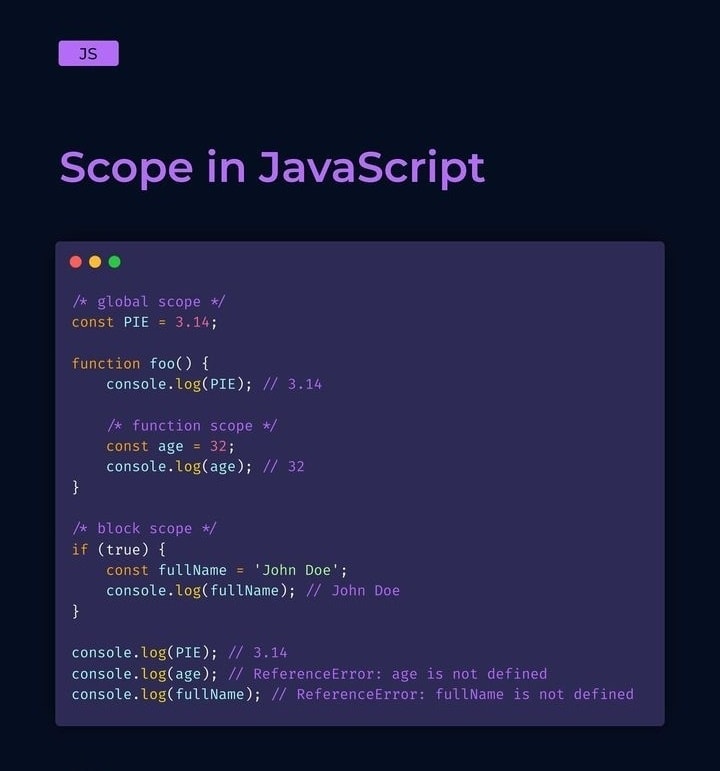 JS
Scope in JavaScript
/* global scope */
const PIE = 3.14;
function foo() {
    console.log(PIE); // 3.14
    /* function scope */
    const age = 32;
    console.log(age); // 32
}
/* block scope */
if (true) {
    const fullName = 'John Doe';
    console.log(fullName); // John Doe
}
console.log(PIE); // 3.14
console.log(age); // ReferenceError: age is not defined
console.log(fullName); // ReferenceError: fullName is not defined